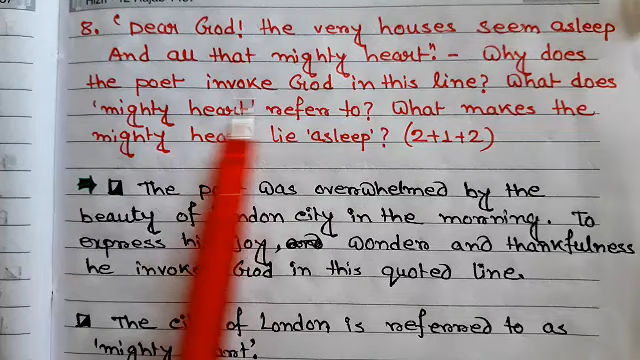 8. "Dear God! the very houses seem asleep
And all that mighty heart" - Why does
the poet invoke God in this line? What does
'mighty heart' refer to? What makes the
mighty lie 'asleep'? (2+1+2)
The was overwhelmed by the
beauty of city in the morning. To
express joy, wonder and thankfulness
he God in this quoted line.
The of London is referred to as
'mighty